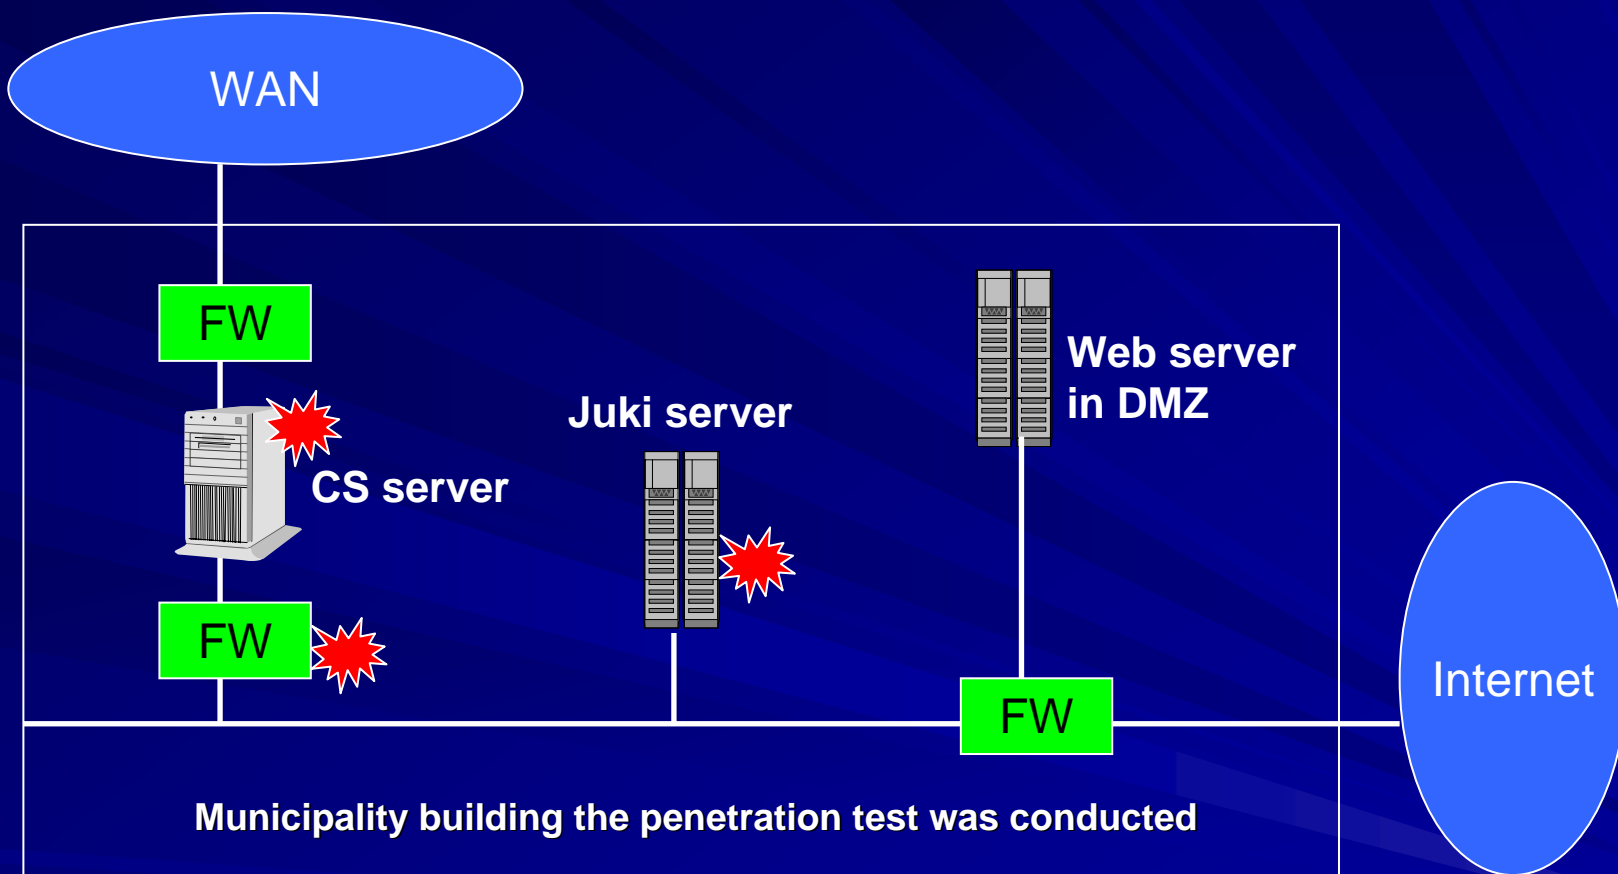 WAN
FW
Web server
in DMZ
Juki server
CS server
FW
FW
Internet
Municipality building the penetration test was conducted